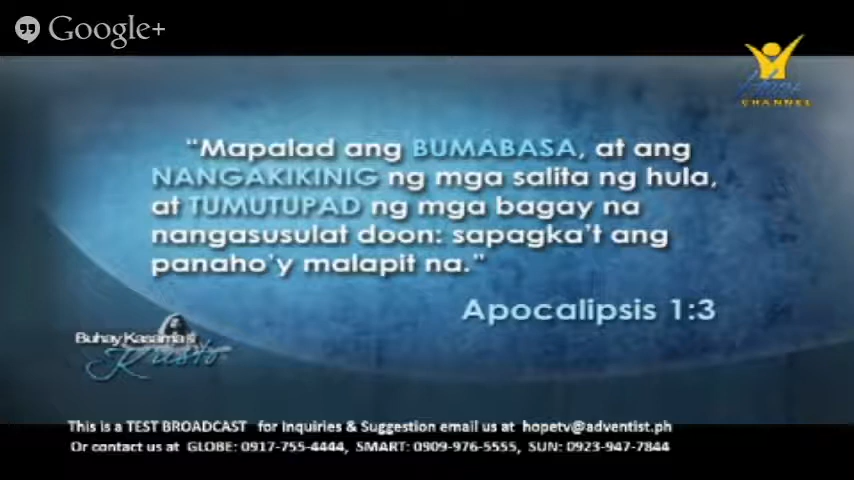 Google+
Hope
CHANNEL
"Mapalad ang BUMABASA, at ang
NANGAKIKINIG ng mga salita ng hula,
at TUMUTUPAD ng mga bagay na
nangasusulat doon: sapagka't ang
panaho'y malapit na."
Apocalipsis 1:3
Buhay Kasama si
Kristo
This is a TEST BROADCAST for Inquiries & Suggestion email us at hopetv@adventist.ph
Or contact us at GLOBE: 0917-755-4444, SMART: 0909-976-5555, SUN: 0923-947-7844